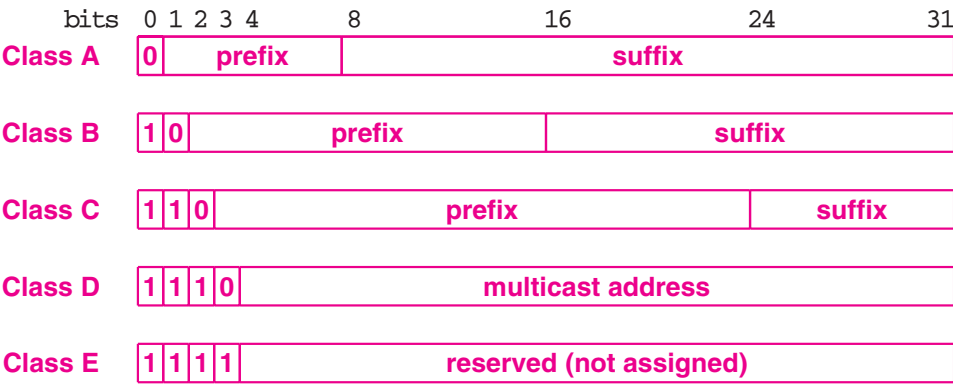 bits 0 1 2 3 4 8 16 24 31
Class A 0 prefix suffix
Class B 1 0 prefix suffix
Class C 1 1 0 prefix suffix
Class D 1 1 1 0 multicast address
Class E 1 1 1 1 reserved (not assigned)